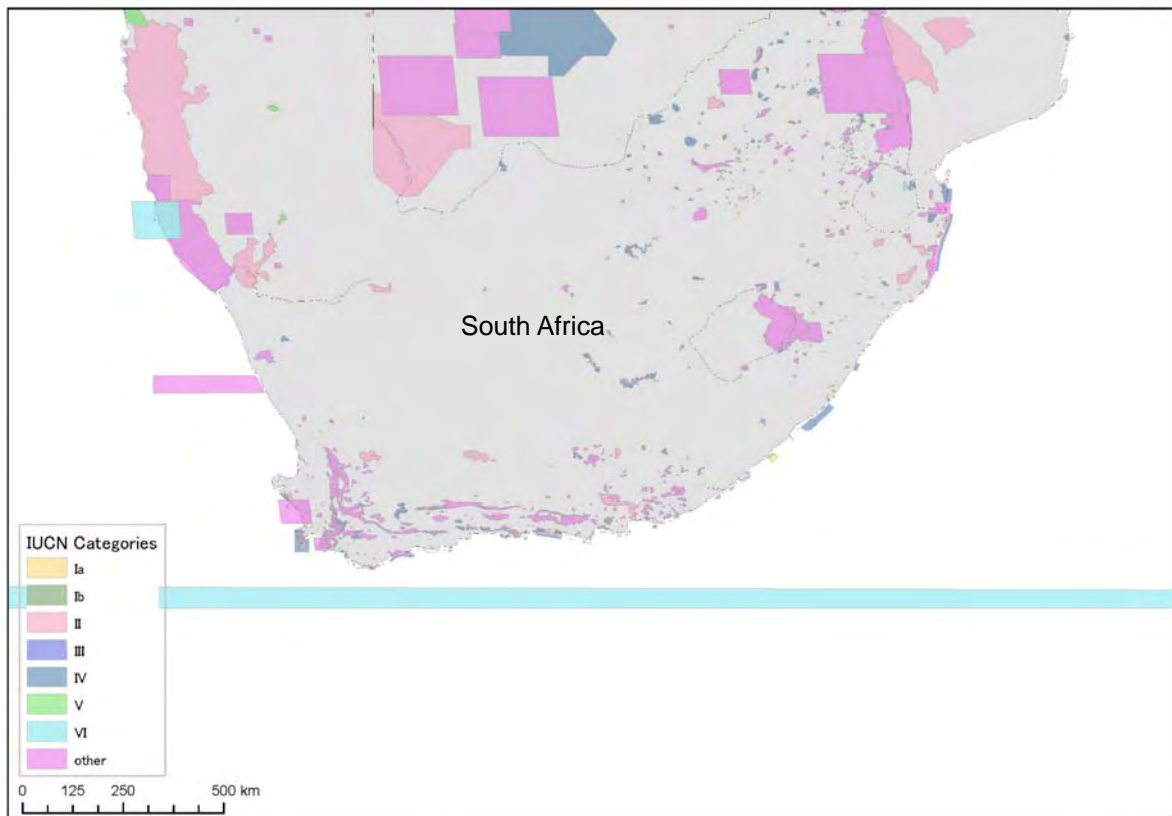 South Africa
IUCN Categories
Ia
Ib
II
III
IV
V
VI
other
0 125 250 500 km